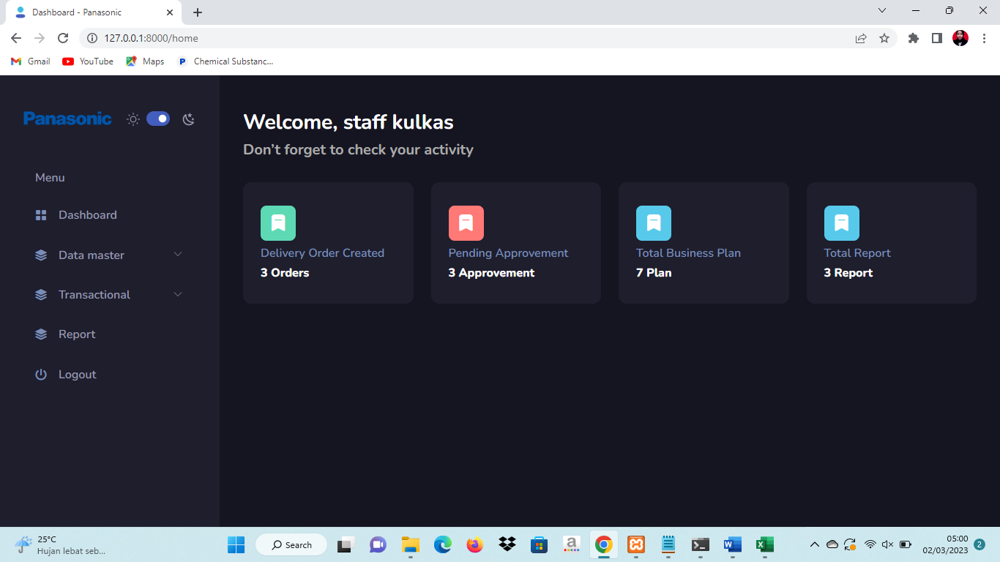 Dashboard - Panasonic
127.0.0.1:8000/home
Gmail
YouTube
Maps
Chemical Substanc...
Panasonic
Menu
Dashboard
Data master
Transactional
Report
Logout
Welcome, staff kulkas
Don't forget to check your activity
Delivery Order Created
3 Orders
Pending Approvement
3 Approvement
Total Business Plan
7 Plan
Total Report
3 Report
25°C
Hujan lebat seb...
Search
05:00
02/03/2023
2